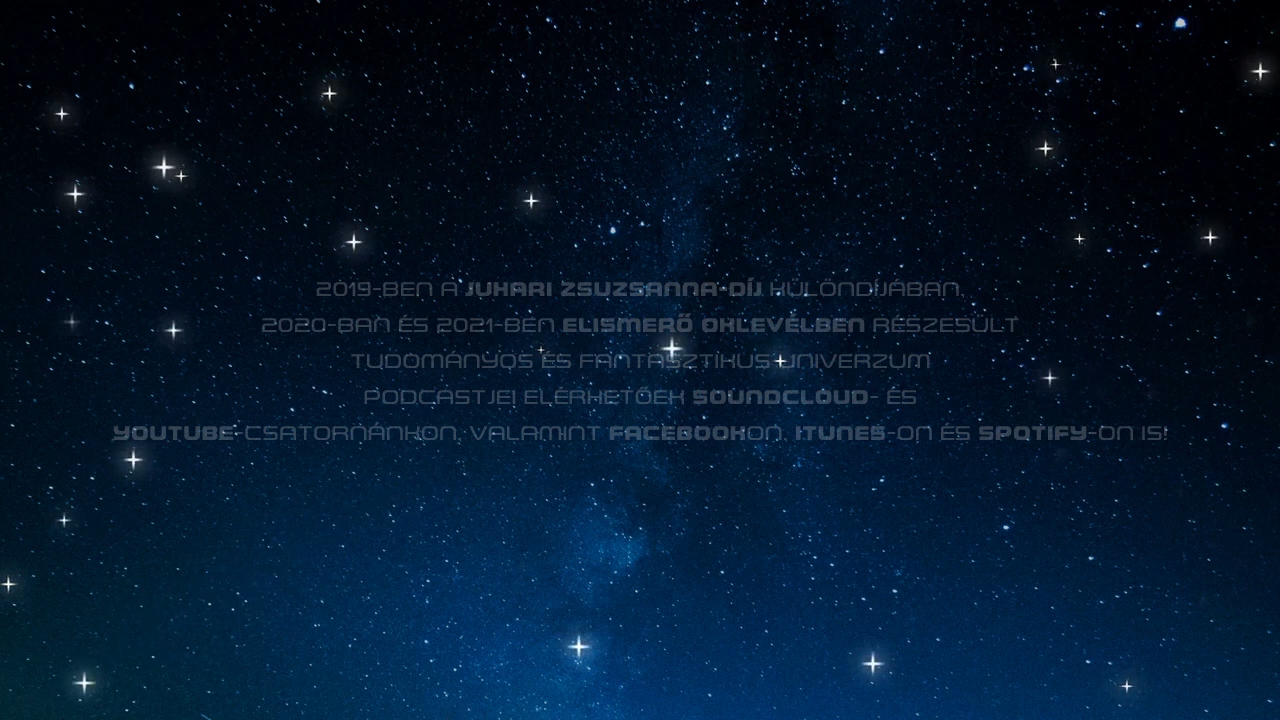 2019-BEN A JUHARI ZSUZSANNA-DÍJ KÜLÖNDÍJÁBAN,
2020-BAN ÉS 2021-BEN ELISMERŐ OKLEVELBEN RÉSZESÜLT
TUDOMÁNYOS ÉS FANTASZTIKUS UNIVERZUM
PODCASTJEI ELÉRHETŐEK SOUNDCLOUD- ÉS
YOUTUBE-CSATORNÁNKON, VALAMINT FACEBOOKON, ITUNES-ON ÉS SPOTIFY-ON IS!